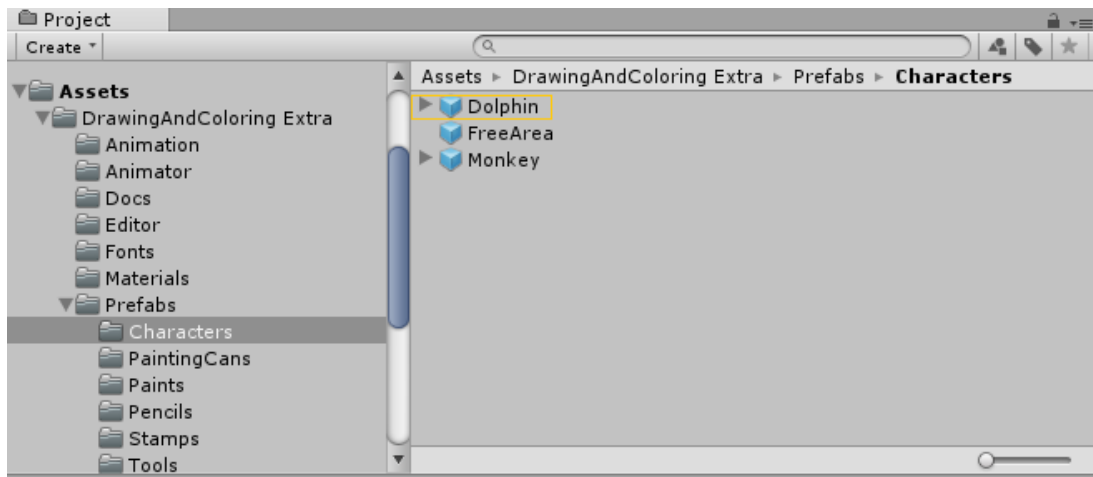 Project
Create
Assets
DrawingAndColoring Extra
Animation
Animator
Docs
Editor
Fonts
Materials
Prefabs
Characters
PaintingCans
Paints
Pencils
Stamps
Tools
Assets ▸ DrawingAndColoring Extra ▸ Prefabs ▸ Characters
Dolphin
FreeArea
Monkey